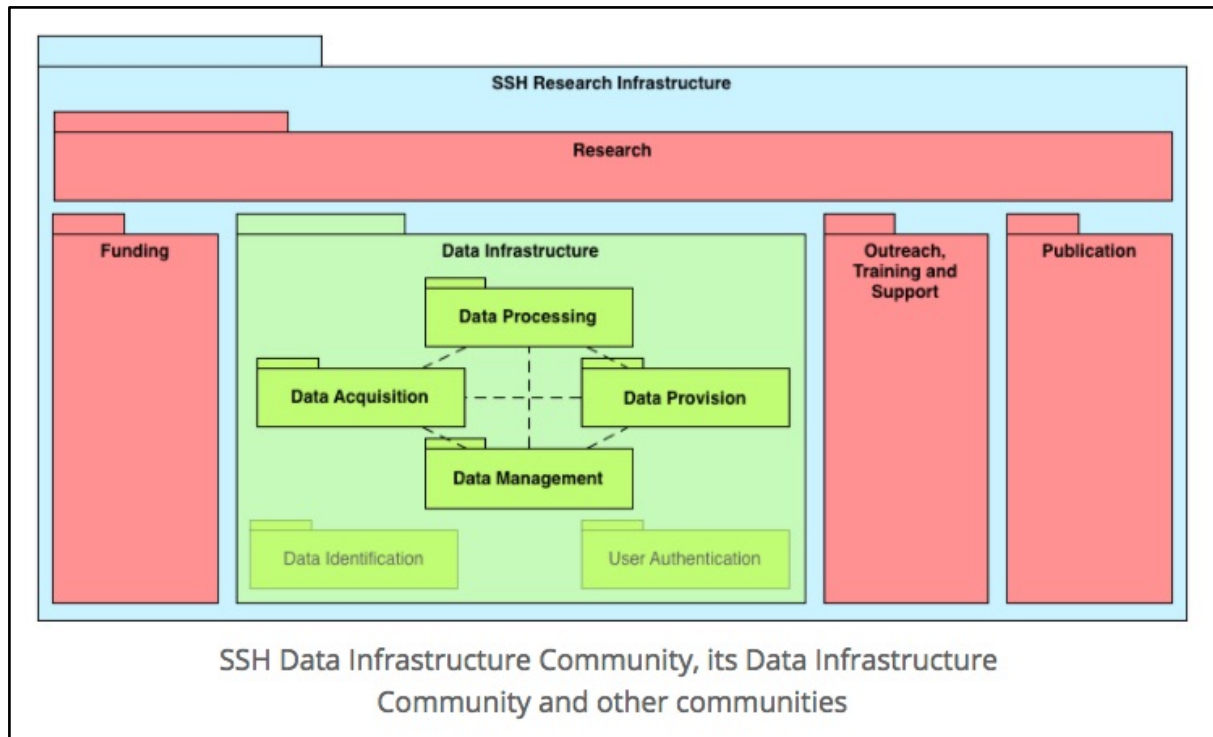 SSH Research Infrastructure
Research
Funding
Data Infrastructure
Data Processing
Data Acquisition
Data Provision
Data Management
Data Identification
User Authentication
Outreach,
Training and
Support
Publication
SSH Data Infrastructure Community, its Data Infrastructure
Community and other communities